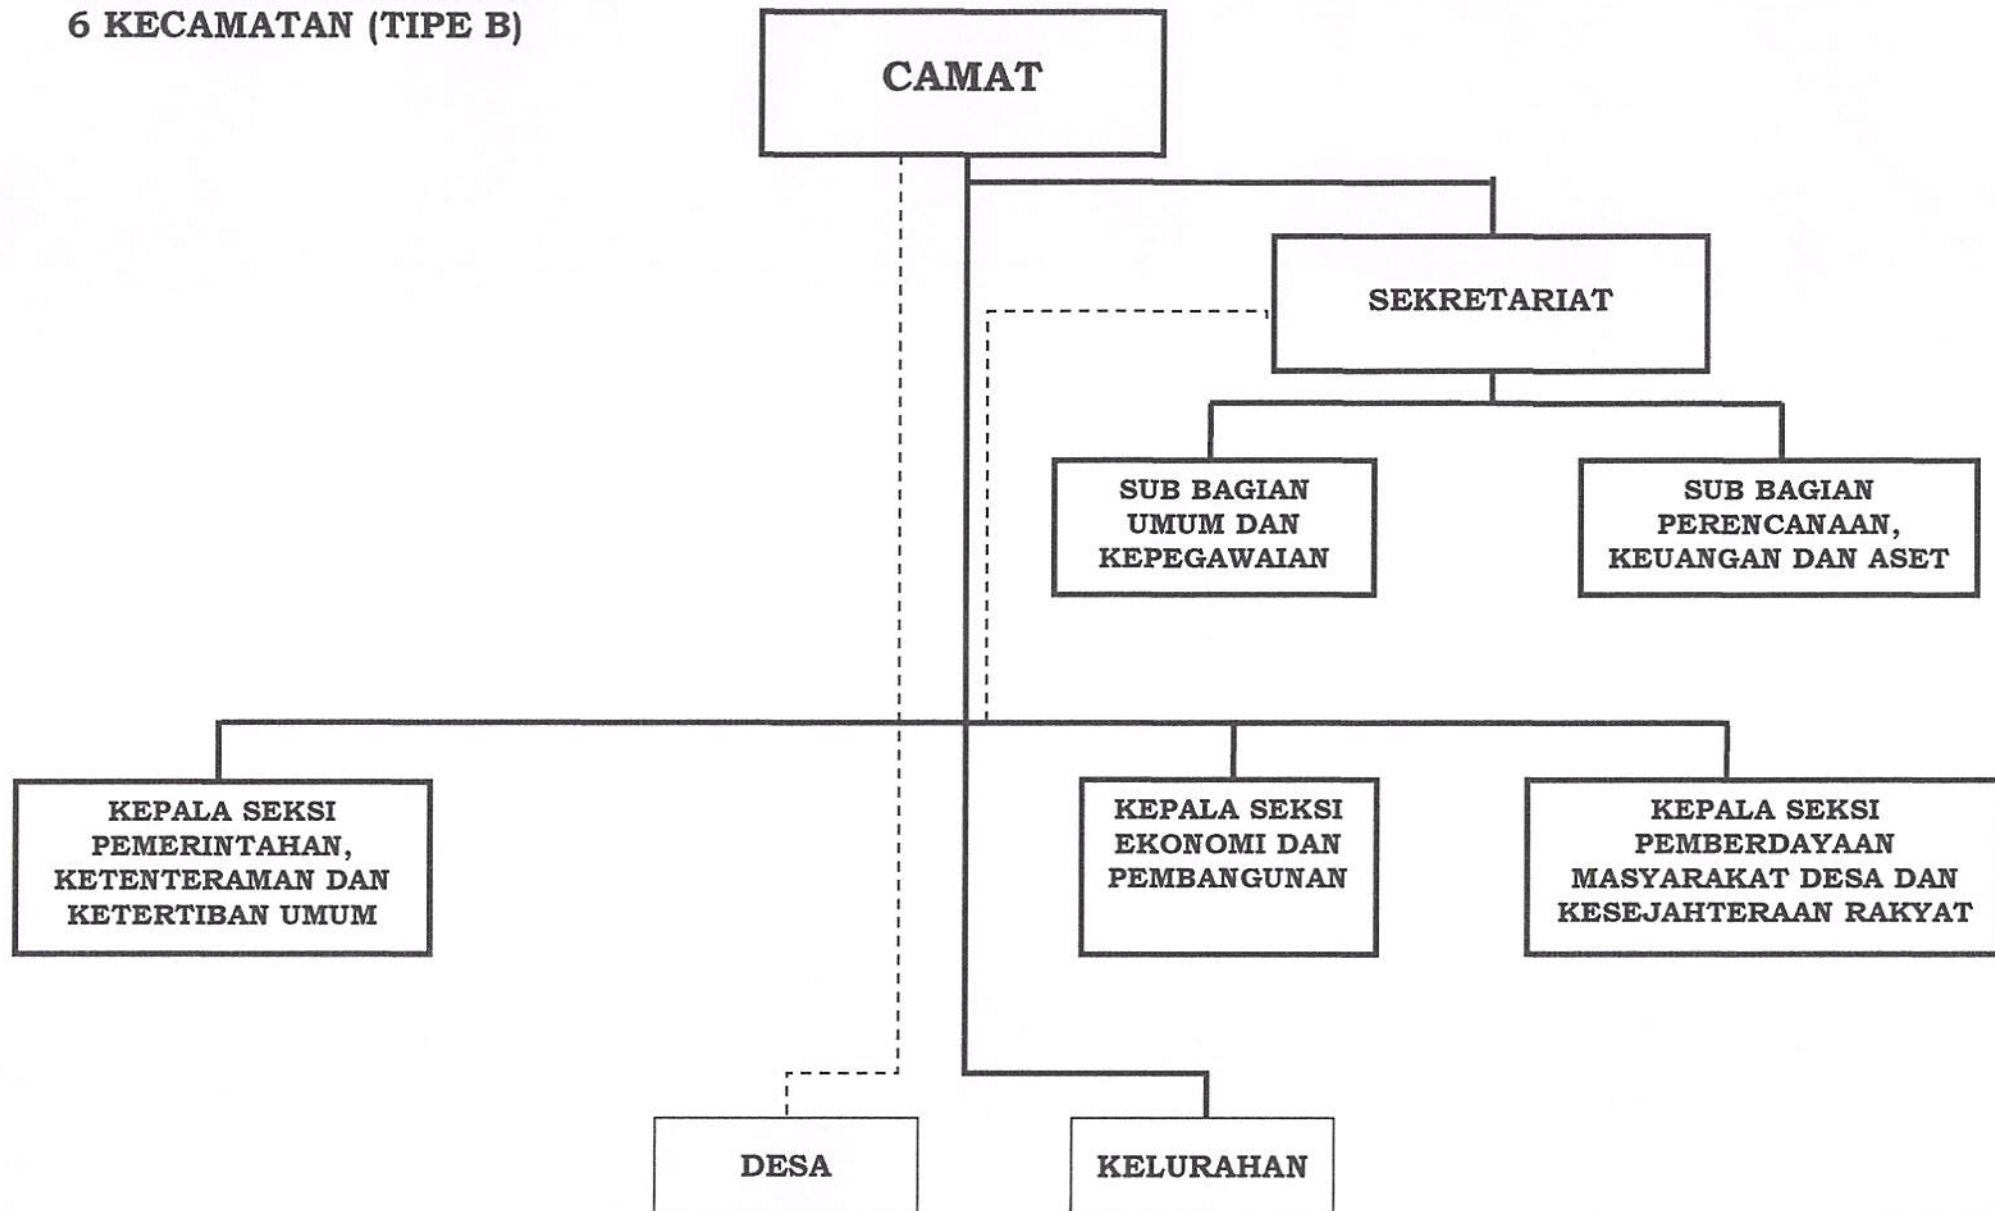 6 KECAMATAN (TIPE B)
CAMAT
SEKRETARIAT
SUB BAGIAN
UMUM DAN
KEPEGAWAIAN
SUB BAGIAN
PERENCANAAN,
KEUANGAN DAN ASET
KEPALA SEKSI
PEMERINTAHAN,
KETENTERAMAN DAN
KETERTIBAN UMUM
KEPALA SEKSI
EKONOMI DAN
PEMBANGUNAN
KEPALA SEKSI
PEMBERDAYAAN
MASYARAKAT DESA DAN
KESEJAHTERAAN RAKYAT
DESA
KELURAHAN